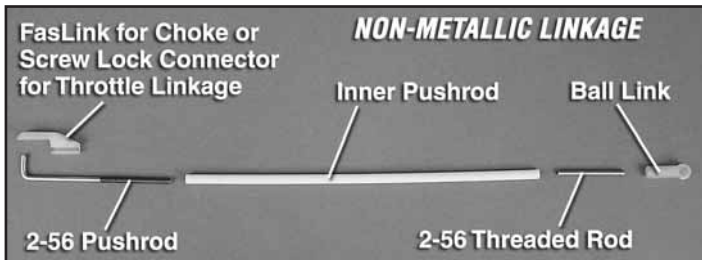 NON-METALLIC LINKAGE
FasLink for Choke or
Screw Lock Connector
for Throttle Linkage
Inner Pushrod
Ball Link
2-56 Pushrod
2-56 Threaded Rod